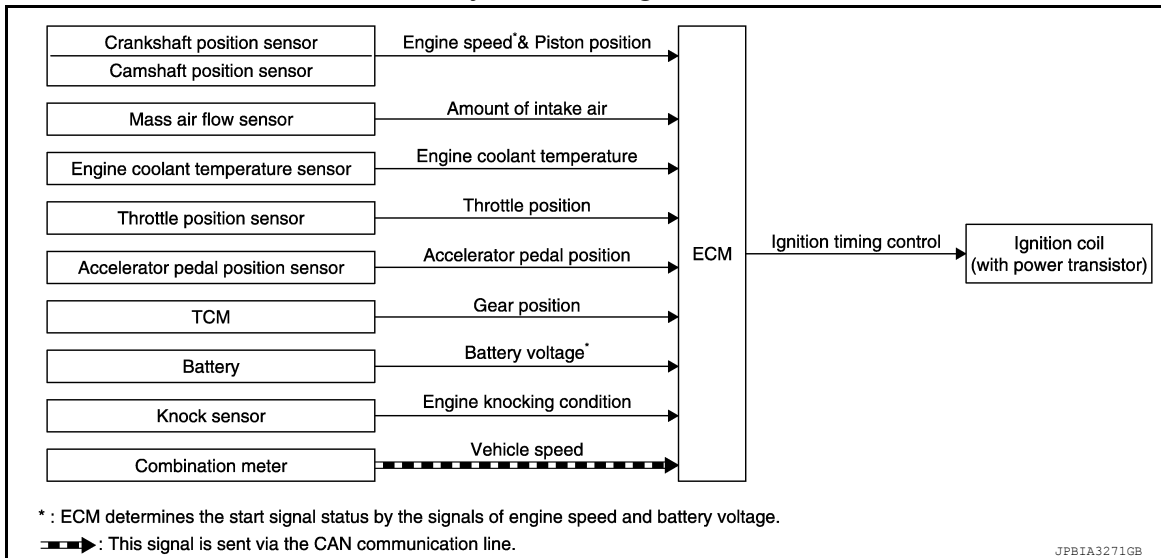 Crankshaft position sensor
Camshaft position sensor
Engine speed*& Piston position
Mass air flow sensor
Amount of intake air
Engine coolant temperature sensor
Engine coolant temperature
Throttle position sensor
Throttle position
Accelerator pedal position sensor
Accelerator pedal position
TCM
Gear position
Battery
Battery voltage*
Knock sensor
Engine knocking condition
Combination meter
Vehicle speed
ECM
Ignition timing control
Ignition coil
(with power transistor)
* : ECM determines the start signal status by the signals of engine speed and battery voltage.
: This signal is sent via the CAN communication line.
JPBIA3271GB